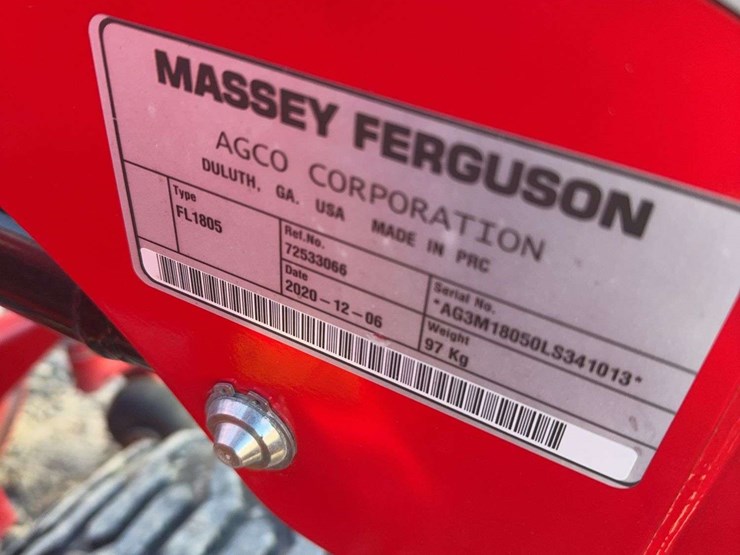 MASSEY FERGUSON
AGCO CORPORATION
DULUTH, GA. USA MADE IN PRC
Type
FL1805
Ref.No.
72533066
Serial No.
*AG3M18050LS341013*
Date
2020-12-06
Weight
97 Kg